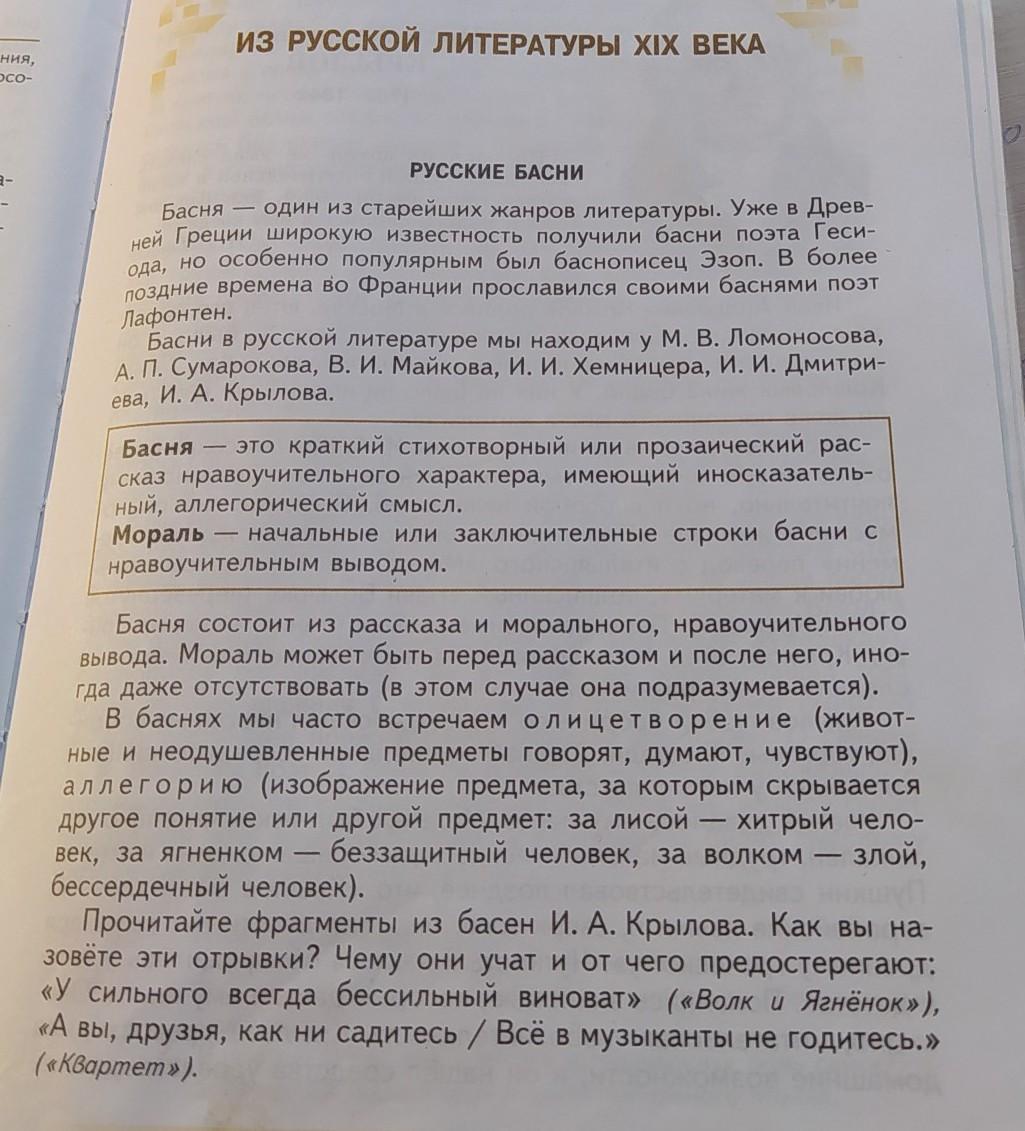 ния,
осо-
а-
ИЗ РУССКОЙ ЛИТЕРАТУРЫ XIX ВЕКА
РУССКИЕ БАСНИ
Басня — один из старейших жанров литературы. Уже в Древ-
ней Греции широкую известность получили басни поэта Геси-
ода, но особенно популярным был баснописец Эзоп. В более
поздние времена во Франции прославился своими баснями поэт
Лафонтен.
Басни в русской литературе мы находим у М. В. Ломоносова,
А. П. Сумарокова, В. И. Майкова, И. И. Хемницера, И. И. Дмитри-
ева, И. А. Крылова.
Басня — это краткий стихотворный или прозаический рас-
сказ нравоучительного характера, имеющий иносказатель-
ный, аллегорический смысл.
Мораль — начальные или заключительные строки басни с
нравоучительным выводом.
Басня состоит из рассказа и морального, нравоучительного
вывода. Мораль может быть перед рассказом и после него, ино-
гда даже отсутствовать (в этом случае она подразумевается).
В баснях мы часто встречаем олицетворение (живот-
ные и неодушевленные предметы говорят, думают, чувствуют),
аллегорию (изображение предмета, за которым скрывается
другое понятие или другой предмет: за лисой — хитрый чело-
век, за ягненком — беззащитный человек, за волком — злой,
бессердечный человек).
Прочитайте фрагменты из басен И. А. Крылова. Как вы на-
зовёте эти отрывки? Чему они учат и от чего предостерегают:
«У сильного всегда бессильный виноват» («Волк и Ягнёнок»),
«А вы, друзья, как ни садитесь / Всё в музыканты не годитесь.»
(«Квартет»).